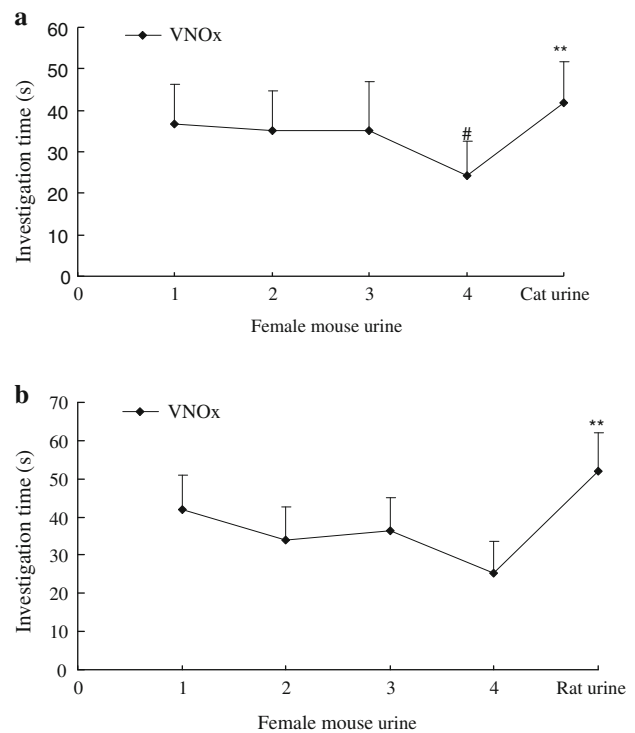 a
VNOx
Investigation time (s)
60
50
40
30
20
10
0
**
#
0 1 2 3 4 Cat urine
Female mouse urine
b
VNOx
Investigation time (s)
70
60
50
40
30
20
10
0
**
0 1 2 3 4 Rat urine
Female mouse urine